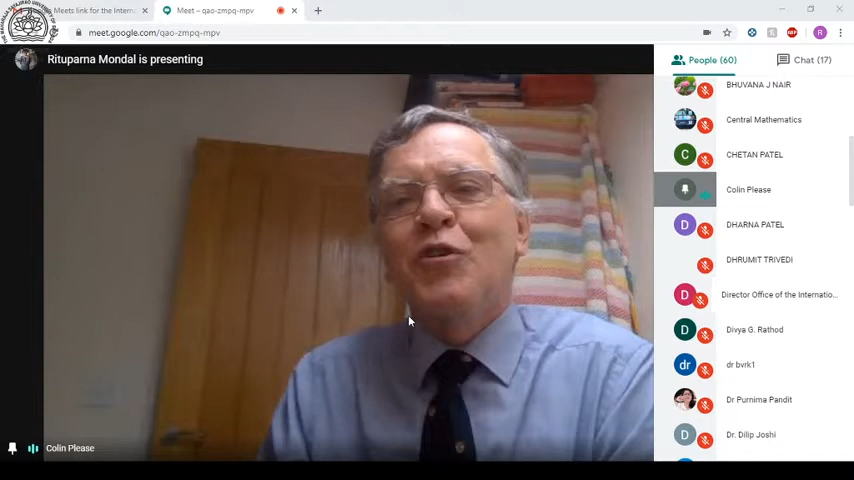 Meets link for the Intern
Meet – qao-zmpq-mpv
meet.google.com/qao-zmpq-mpv
ABP
R
Rituparna Mondal is presenting
People (60)
Chat (17)
BHUVANA J NAIR
Central Mathematics
C CHETAN PATEL
Colin Please
D DHARNA PATEL
DHRUMIT TRIVEDI
D Director Office of the Internatio...
D Divya G. Rathod
dr dr bvrk1
Dr Purnima Pandit
D Dr. Dilip Joshi
Colin Please